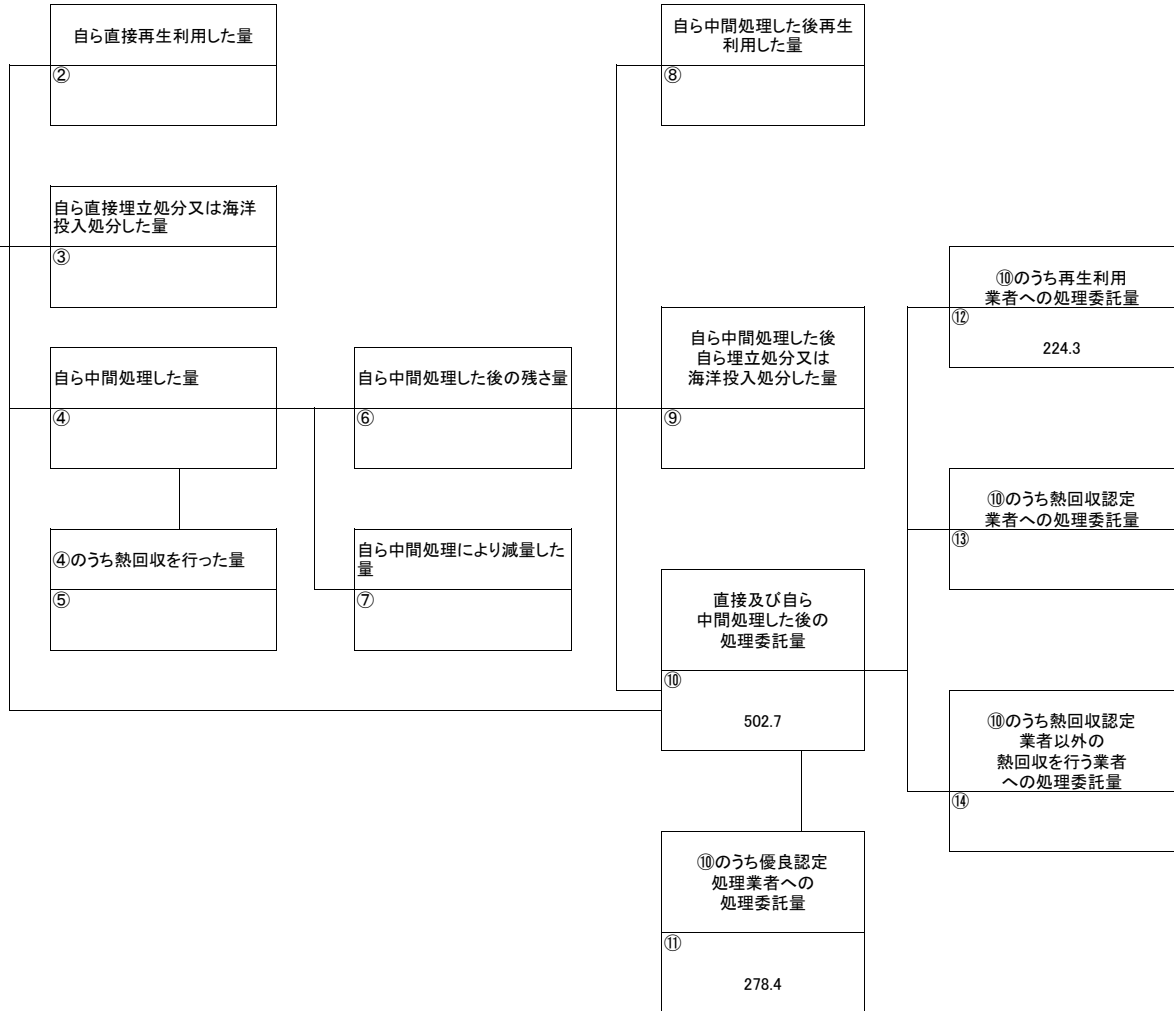 自ら直接再生利用した量
②
自ら中間処理した後再生
利用した量
⑧
自ら直接埋立処分又は海洋
投入処分した量
③
⑩のうち再生利用
業者への処理委託量
⑫
224.3
自ら中間処理した量
④
自ら中間処理した後の残さ量
⑥
自ら中間処理した後
自ら埋立処分又は
海洋投入処分した量
⑨
⑩のうち熱回収認定
業者への処理委託量
⑬
④のうち熱回収を行った量
⑤
自ら中間処理により減量した
量
⑦
直接及び自ら
中間処理した後の
処理委託量
⑩
502.7
⑩のうち熱回収認定
業者以外の
熱回収を行う業者
への処理委託量
⑭
⑩のうち優良認定
処理業者への
処理委託量
⑪
278.4